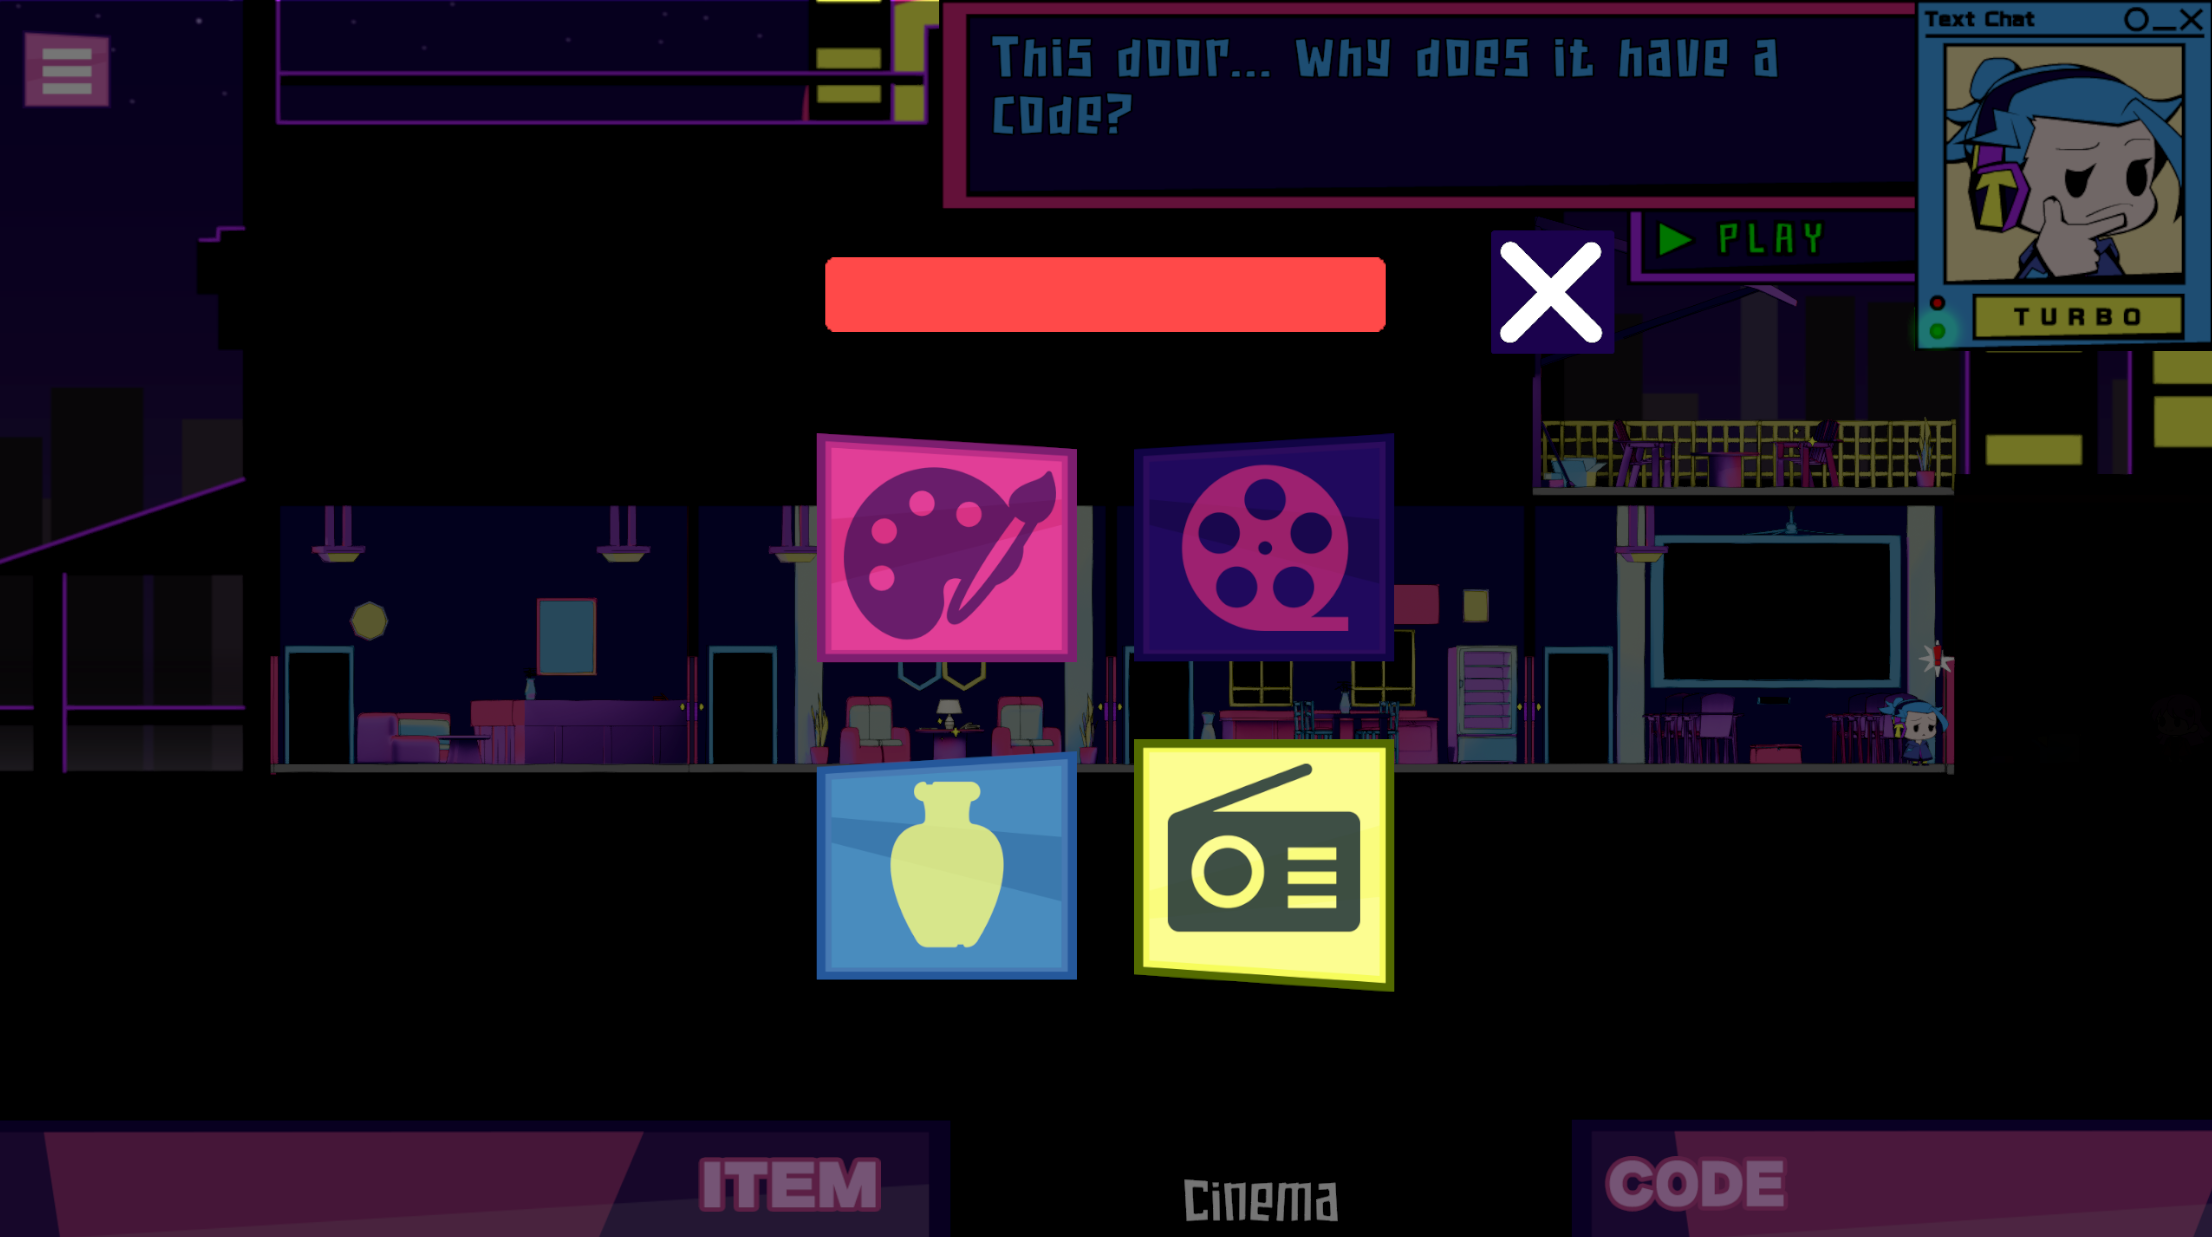 This door... Why does it have a
code?
Text Chat
PLAY
TURBO
ITEM
Cinema
CODE